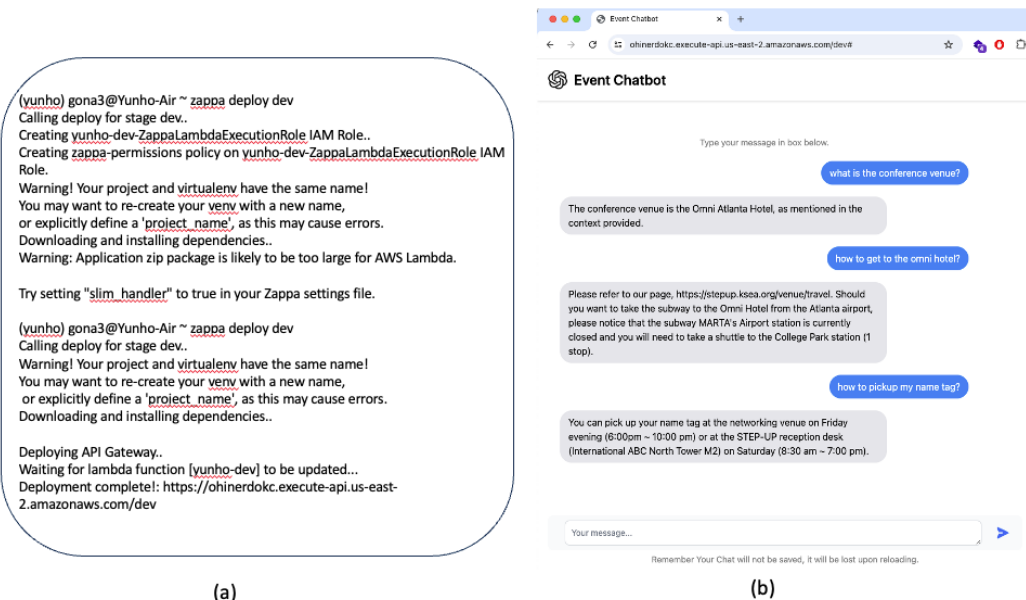 (yunho) gona3@Yunho-Air ~ zappa deploy dev
Calling deploy for stage dev..
Creating yunho-dev-ZappaLambdaExecutionRole IAM Role..
Creating zappa-permissions policy on yunho-dev-ZappaLambdaExecutionRole IAM
Role.
Warning! Your project and virtualenv have the same name!
You may want to re-create your venv with a new name,
or explicitly define a 'project_name', as this may cause errors.
Downloading and installing dependencies..
Warning: Application zip package is likely to be too large for AWS Lambda.
Try setting "slim_handler" to true in your Zappa settings file.
(yunho) gona3@Yunho-Air ~ zappa deploy dev
Calling deploy for stage dev..
Warning! Your project and virtualenv have the same name!
You may want to re-create your venv with a new name,
or explicitly define a 'project_name', as this may cause errors.
Downloading and installing dependencies..
Deploying API Gateway..
Waiting for lambda function [yunho-dev] to be updated...
Deployment complete!: https://ohinerdokc.execute-api.us-east-
2.amazonaws.com/dev
(a)
Event Chatbot
ohinerdokc.execute-api.us-east-2.amazonaws.com/dev#
Event Chatbot
Type your message in box below.
what is the conference venue?
The conference venue is the Omni Atlanta Hotel, as mentioned in the
context provided.
how to get to the omni hotel?
Please refer to our page, https://stepup.ksea.org/venue/travel. Should
you want to take the subway to the Omni Hotel from the Atlanta airport,
please notice that the subway MARTA's Airport station is currently
closed and you will need to take a shuttle to the College Park station (1
stop).
how to pickup my name tag?
You can pick up your name tag at the networking venue on Friday
evening (6:00pm ~ 10:00 pm) or at the STEP-UP reception desk
(International ABC North Tower M2) on Saturday (8:30 am ~ 7:00 pm).
Your message...
Remember Your Chat will not be saved, it will be lost upon reloading.
(b)